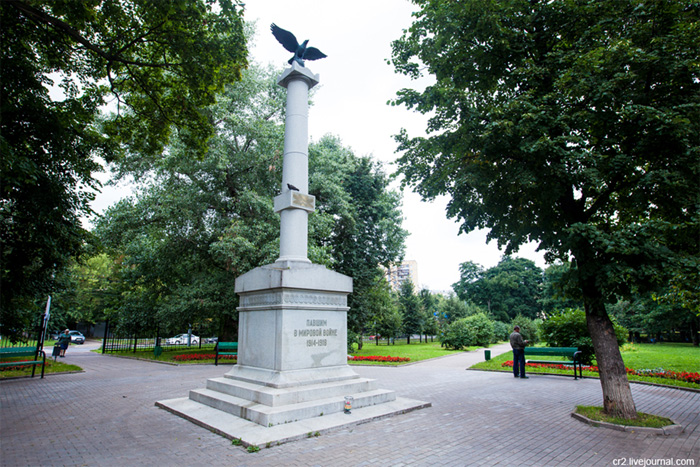 ПАВШИМ
В МИРОВОЙ ВОЙНЕ
1914-1918
cr2.livejournal.com